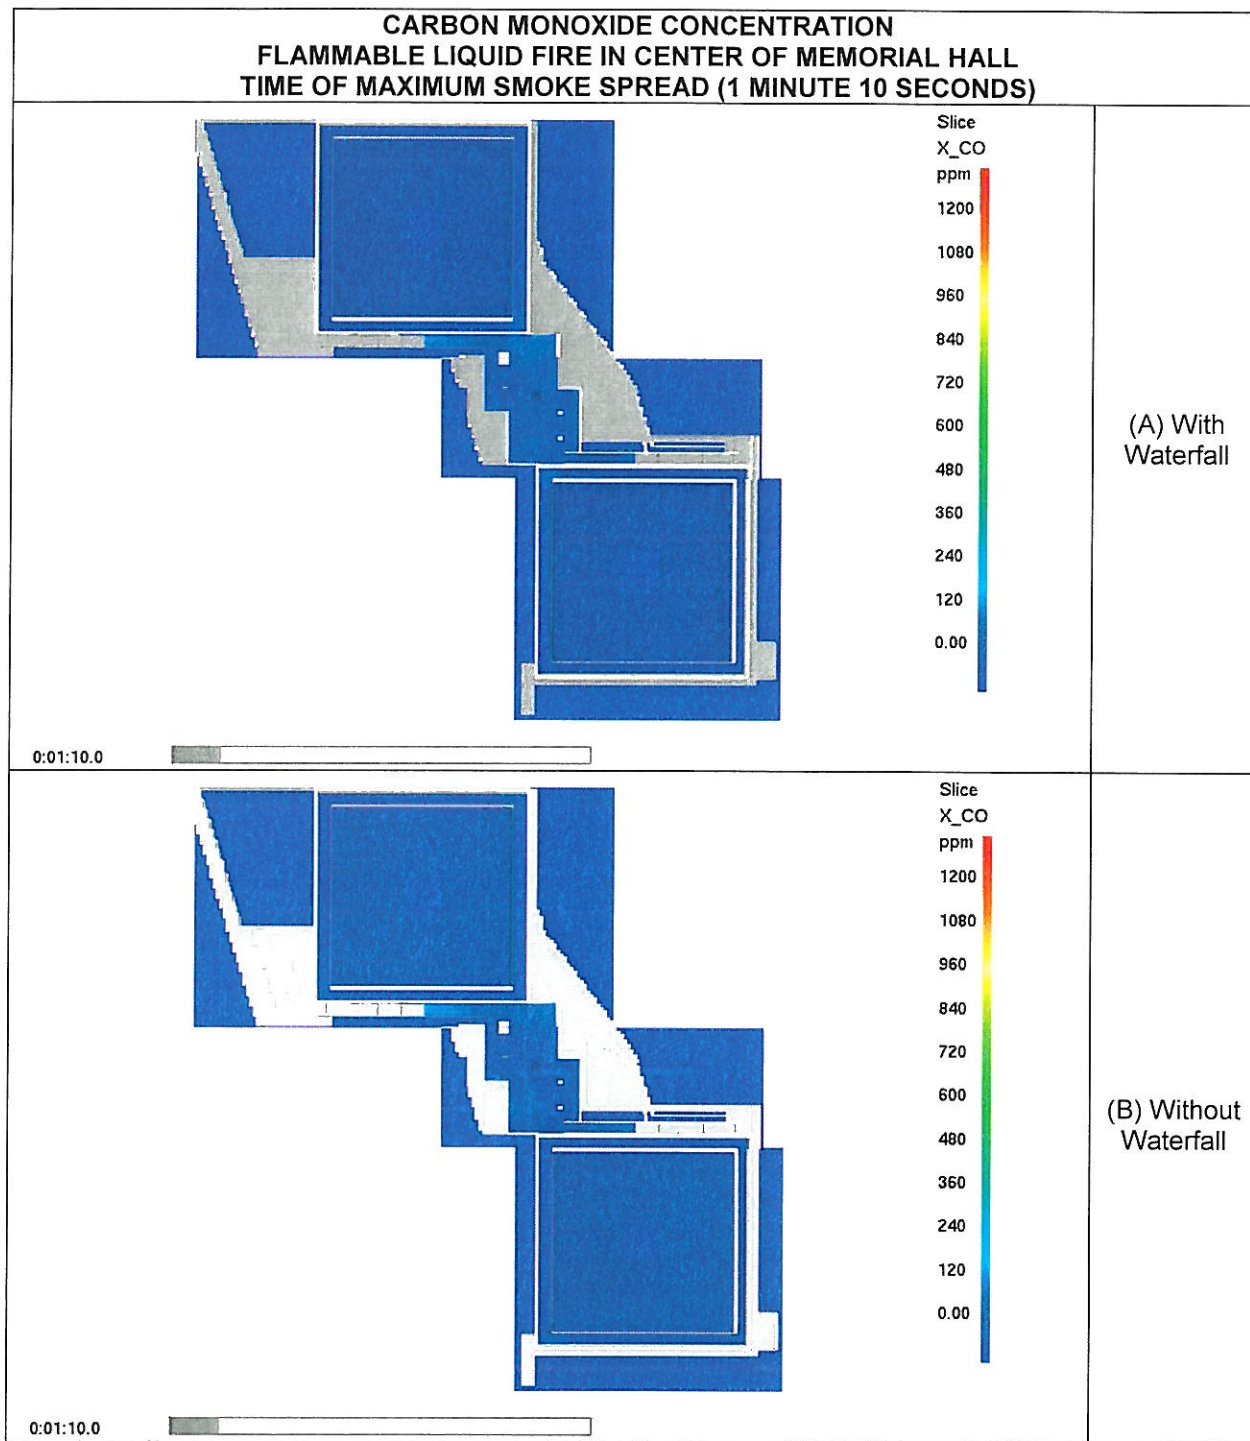 CARBON MONOXIDE CONCENTRATION
FLAMMABLE LIQUID FIRE IN CENTER OF MEMORIAL HALL
TIME OF MAXIMUM SMOKE SPREAD (1 MINUTE 10 SECONDS)
Slice
X_CO
ppm
1200
1080
960
840
720
600
480
360
240
120
0.00
(A) With
Waterfall
0:01:10.0
Slice
X_CO
ppm
1200
1080
960
840
720
600
480
360
240
120
0.00
(B) Without
Waterfall
0:01:10.0